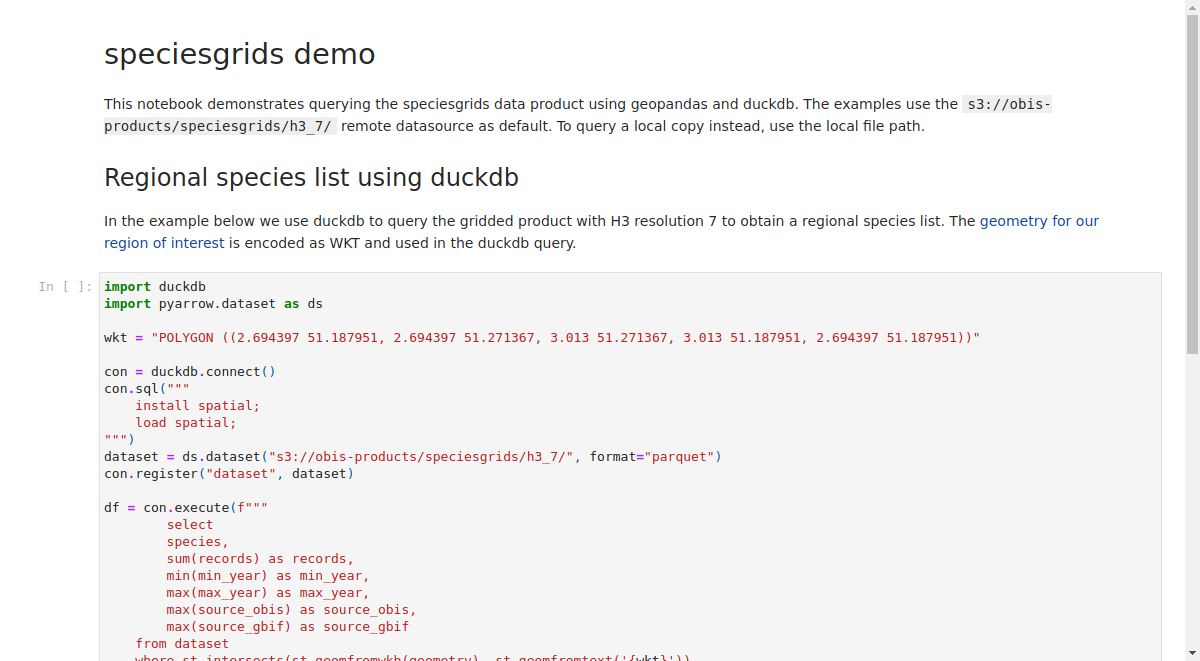 speciesgrids demo
This notebook demonstrates querying the speciesgrids data product using geopandas and duckdb. The examples use the s3://obis-
products/speciesgrids/h3_7/ remote datasource as default. To query a local copy instead, use the local file path.
Regional species list using duckdb
In the example below we use duckdb to query the gridded product with H3 resolution 7 to obtain a regional species list. The geometry for our
region of interest is encoded as WKT and used in the duckdb query.
In [ ]:
import duckdb
import pyarrow.dataset as ds
wkt = "POLYGON ((2.694397 51.187951, 2.694397 51.271367, 3.013 51.271367, 3.013 51.187951, 2.694397 51.187951))"
con = duckdb.connect()
con.sql("""
    install spatial;
    load spatial;
""")
dataset = ds.dataset("s3://obis-products/speciesgrids/h3_7/", format="parquet")
con.register("dataset", dataset)
df = con.execute(f"""
        select
        species,
        sum(records) as records,
        min(min_year) as min_year,
        max(max_year) as max_year,
        max(source_obis) as source_obis,
        max(source_gbif) as source_gbif
    from dataset
    where st_intersects(st_geomfromwkb(geometry), st_geomfromtext('{wkt}'))